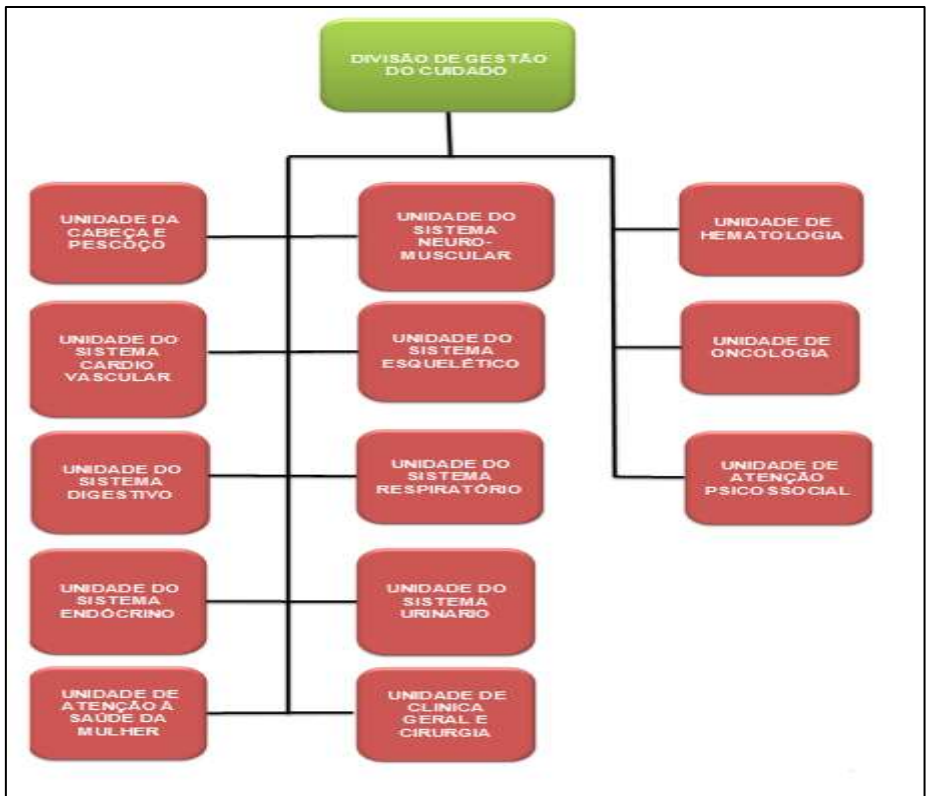 DIVISÃO DE GESTÃO
DO CUIDADO
UNIDADE DA
CABEÇA E
PESCOÇO
UNIDADE DO
SISTEMA
NEURO-
MUSCULAR
UNIDADE DE
HEMATOLOGIA
UNIDADE DO
SISTEMA
CARDIO
VASCULAR
UNIDADE DO
SISTEMA
ESQUELÉTICO
UNIDADE DE
ONCOLOGIA
UNIDADE DO
SISTEMA
DIGESTIVO
UNIDADE DO
SISTEMA
RESPIRATÓRIO
UNIDADE DE
ATENÇÃO
PSICOSSOCIAL
UNIDADE DO
SISTEMA
ENDÓCRINO
UNIDADE DO
SISTEMA
URINARIO
UNIDADE DE
ATENÇÃO À
SAÚDE DA
MULHER
UNIDADE DE
CLINICA
GERAL E
CIRURGIA